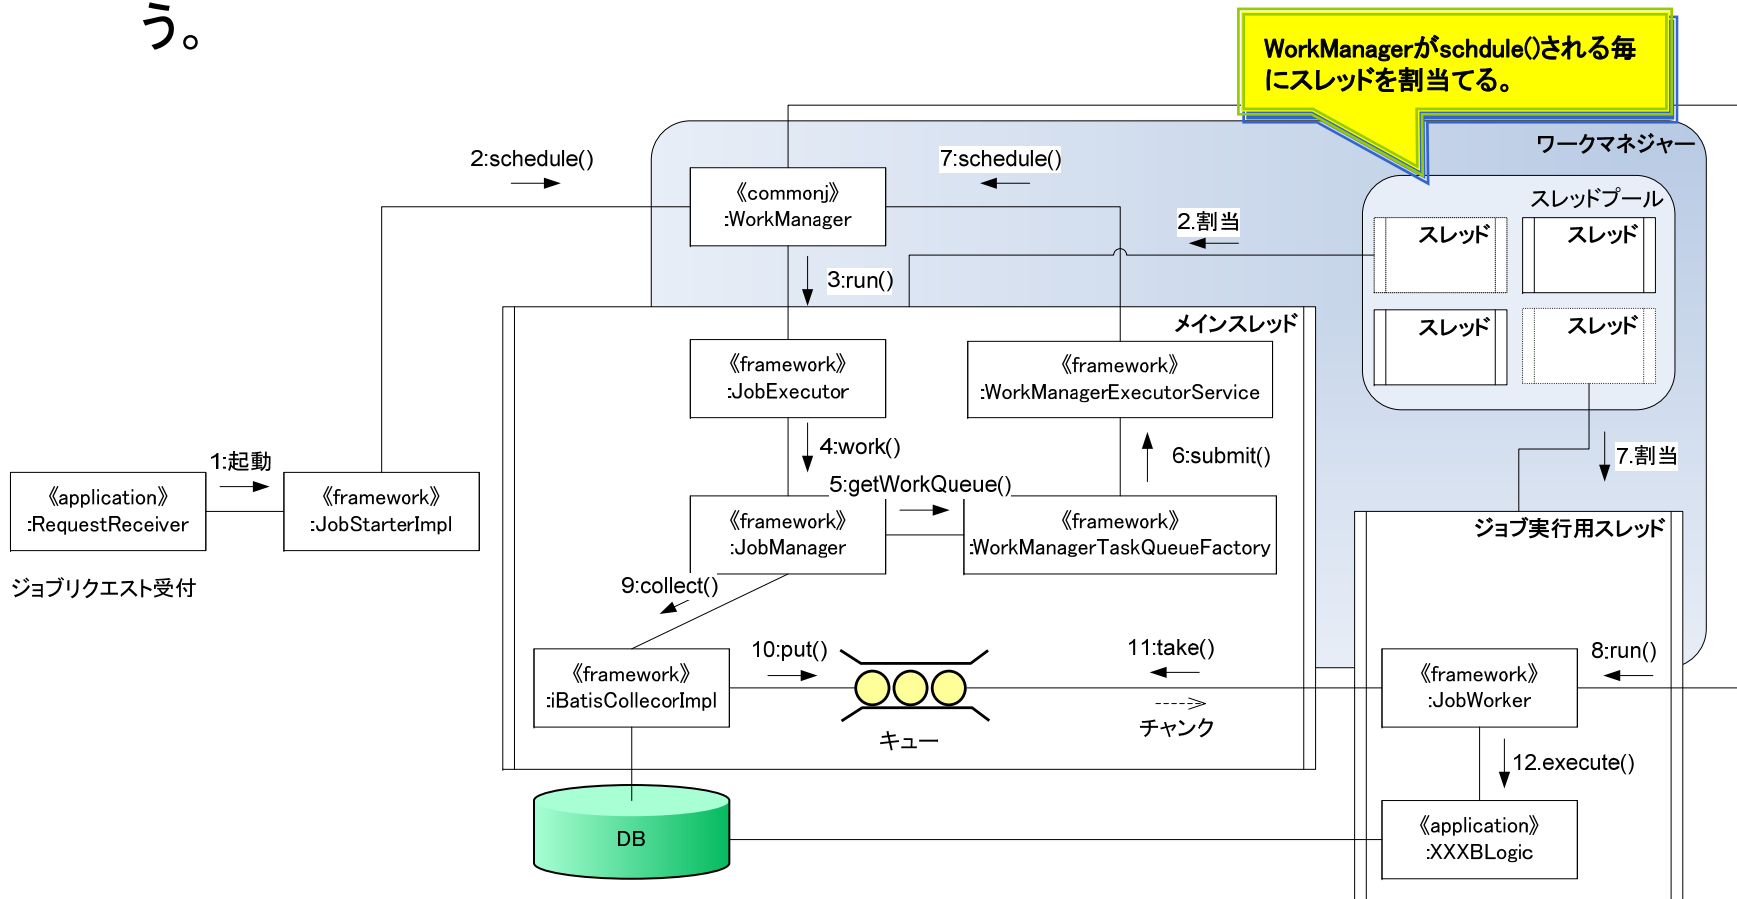 う。
WorkManagerがschdule()される毎
にスレッドを割当てる。
ワークマネジャー
2:schedule()
7:schedule()
《commonj》
:WorkManager
スレッドプール
2.割当
スレッド
スレッド
3:run()
メインスレッド
スレッド
スレッド
《framework》
:JobExecutor
《framework》
:WorkManagerExecutorService
4:work()
6:submit()
7.割当
1:起動
5:getWorkQueue()
《application》
:RequestReceiver
《framework》
:JobStarterImpl
《framework》
:JobManager
《framework》
:WorkManagerTaskQueueFactory
ジョブ実行用スレッド
ジョブリクエスト受付
9:collect()
10:put()
11:take()
8:run()
《framework》
:iBatisCollecorImpl
《framework》
:JobWorker
チャンク
キュー
12.execute()
DB
《application》
:XXXBLogic